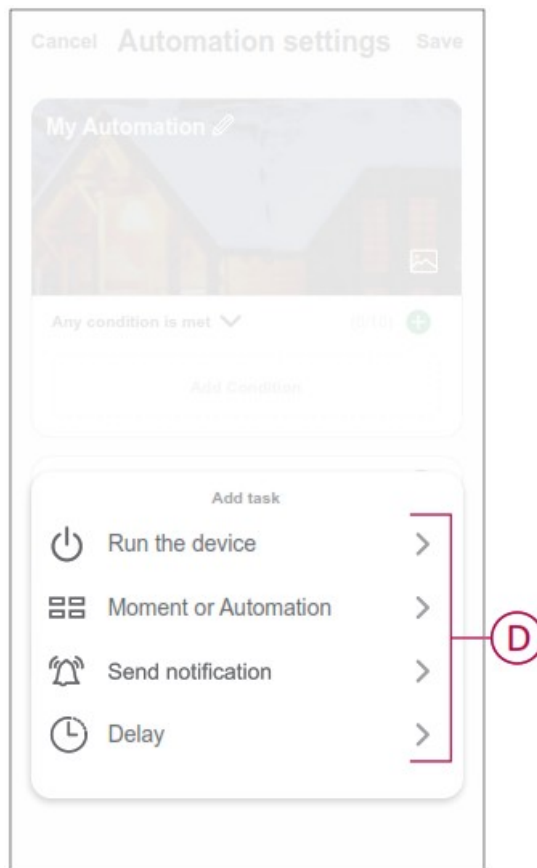 Cancel Automation settings Save
My Automation
Any condition is met
Add Condition
Add task
Run the device
Moment or Automation
Send notification
Delay
D